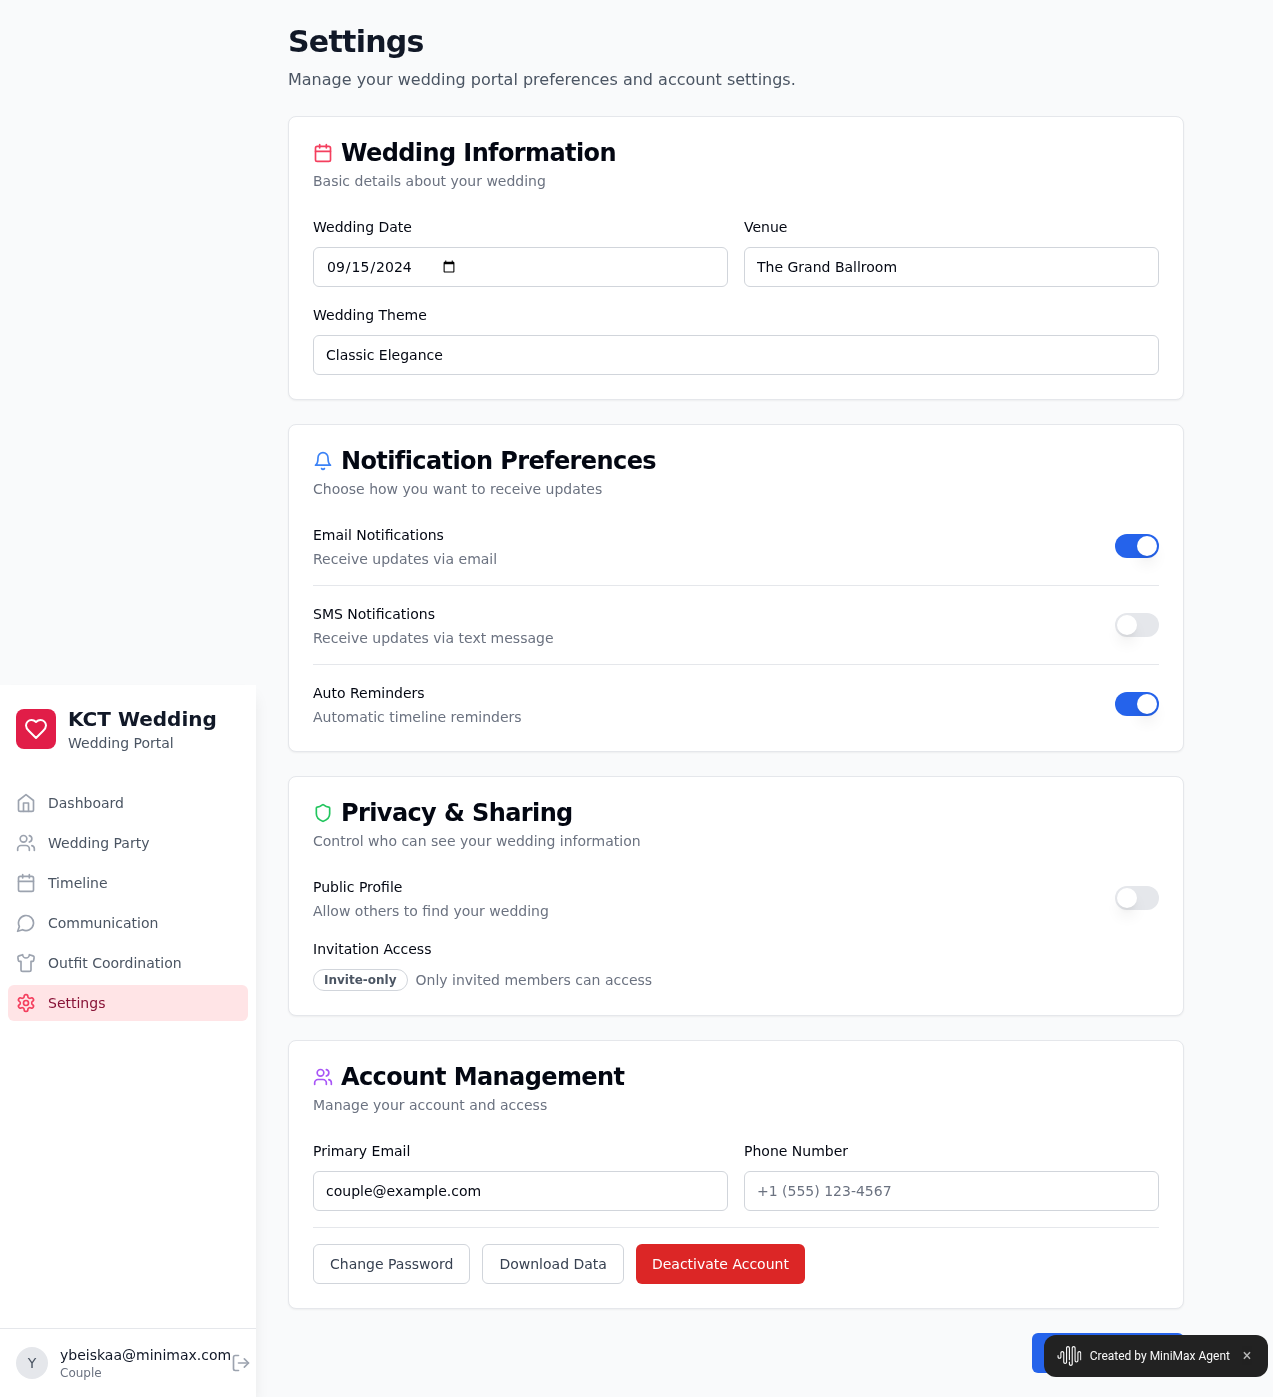 Settings
Manage your wedding portal preferences and account settings.
Wedding Information
Basic details about your wedding
Wedding Date
Venue
09/15/2024
The Grand Ballroom
Wedding Theme
Classic Elegance
Notification Preferences
Choose how you want to receive updates
Email Notifications
Receive updates via email
SMS Notifications
Receive updates via text message
Auto Reminders
Automatic timeline reminders
Privacy & Sharing
Control who can see your wedding information
Public Profile
Allow others to find your wedding
Invitation Access
Invite-only Only invited members can access
Account Management
Manage your account and access
Primary Email
Phone Number
couple@example.com
+1 (555) 123-4567
Change Password
Download Data
Deactivate Account
KCT Wedding
Wedding Portal
Dashboard
Wedding Party
Timeline
Communication
Outfit Coordination
Settings
Y
ybeiskaa@minimax.com
Couple
Created by MiniMax Agent ×